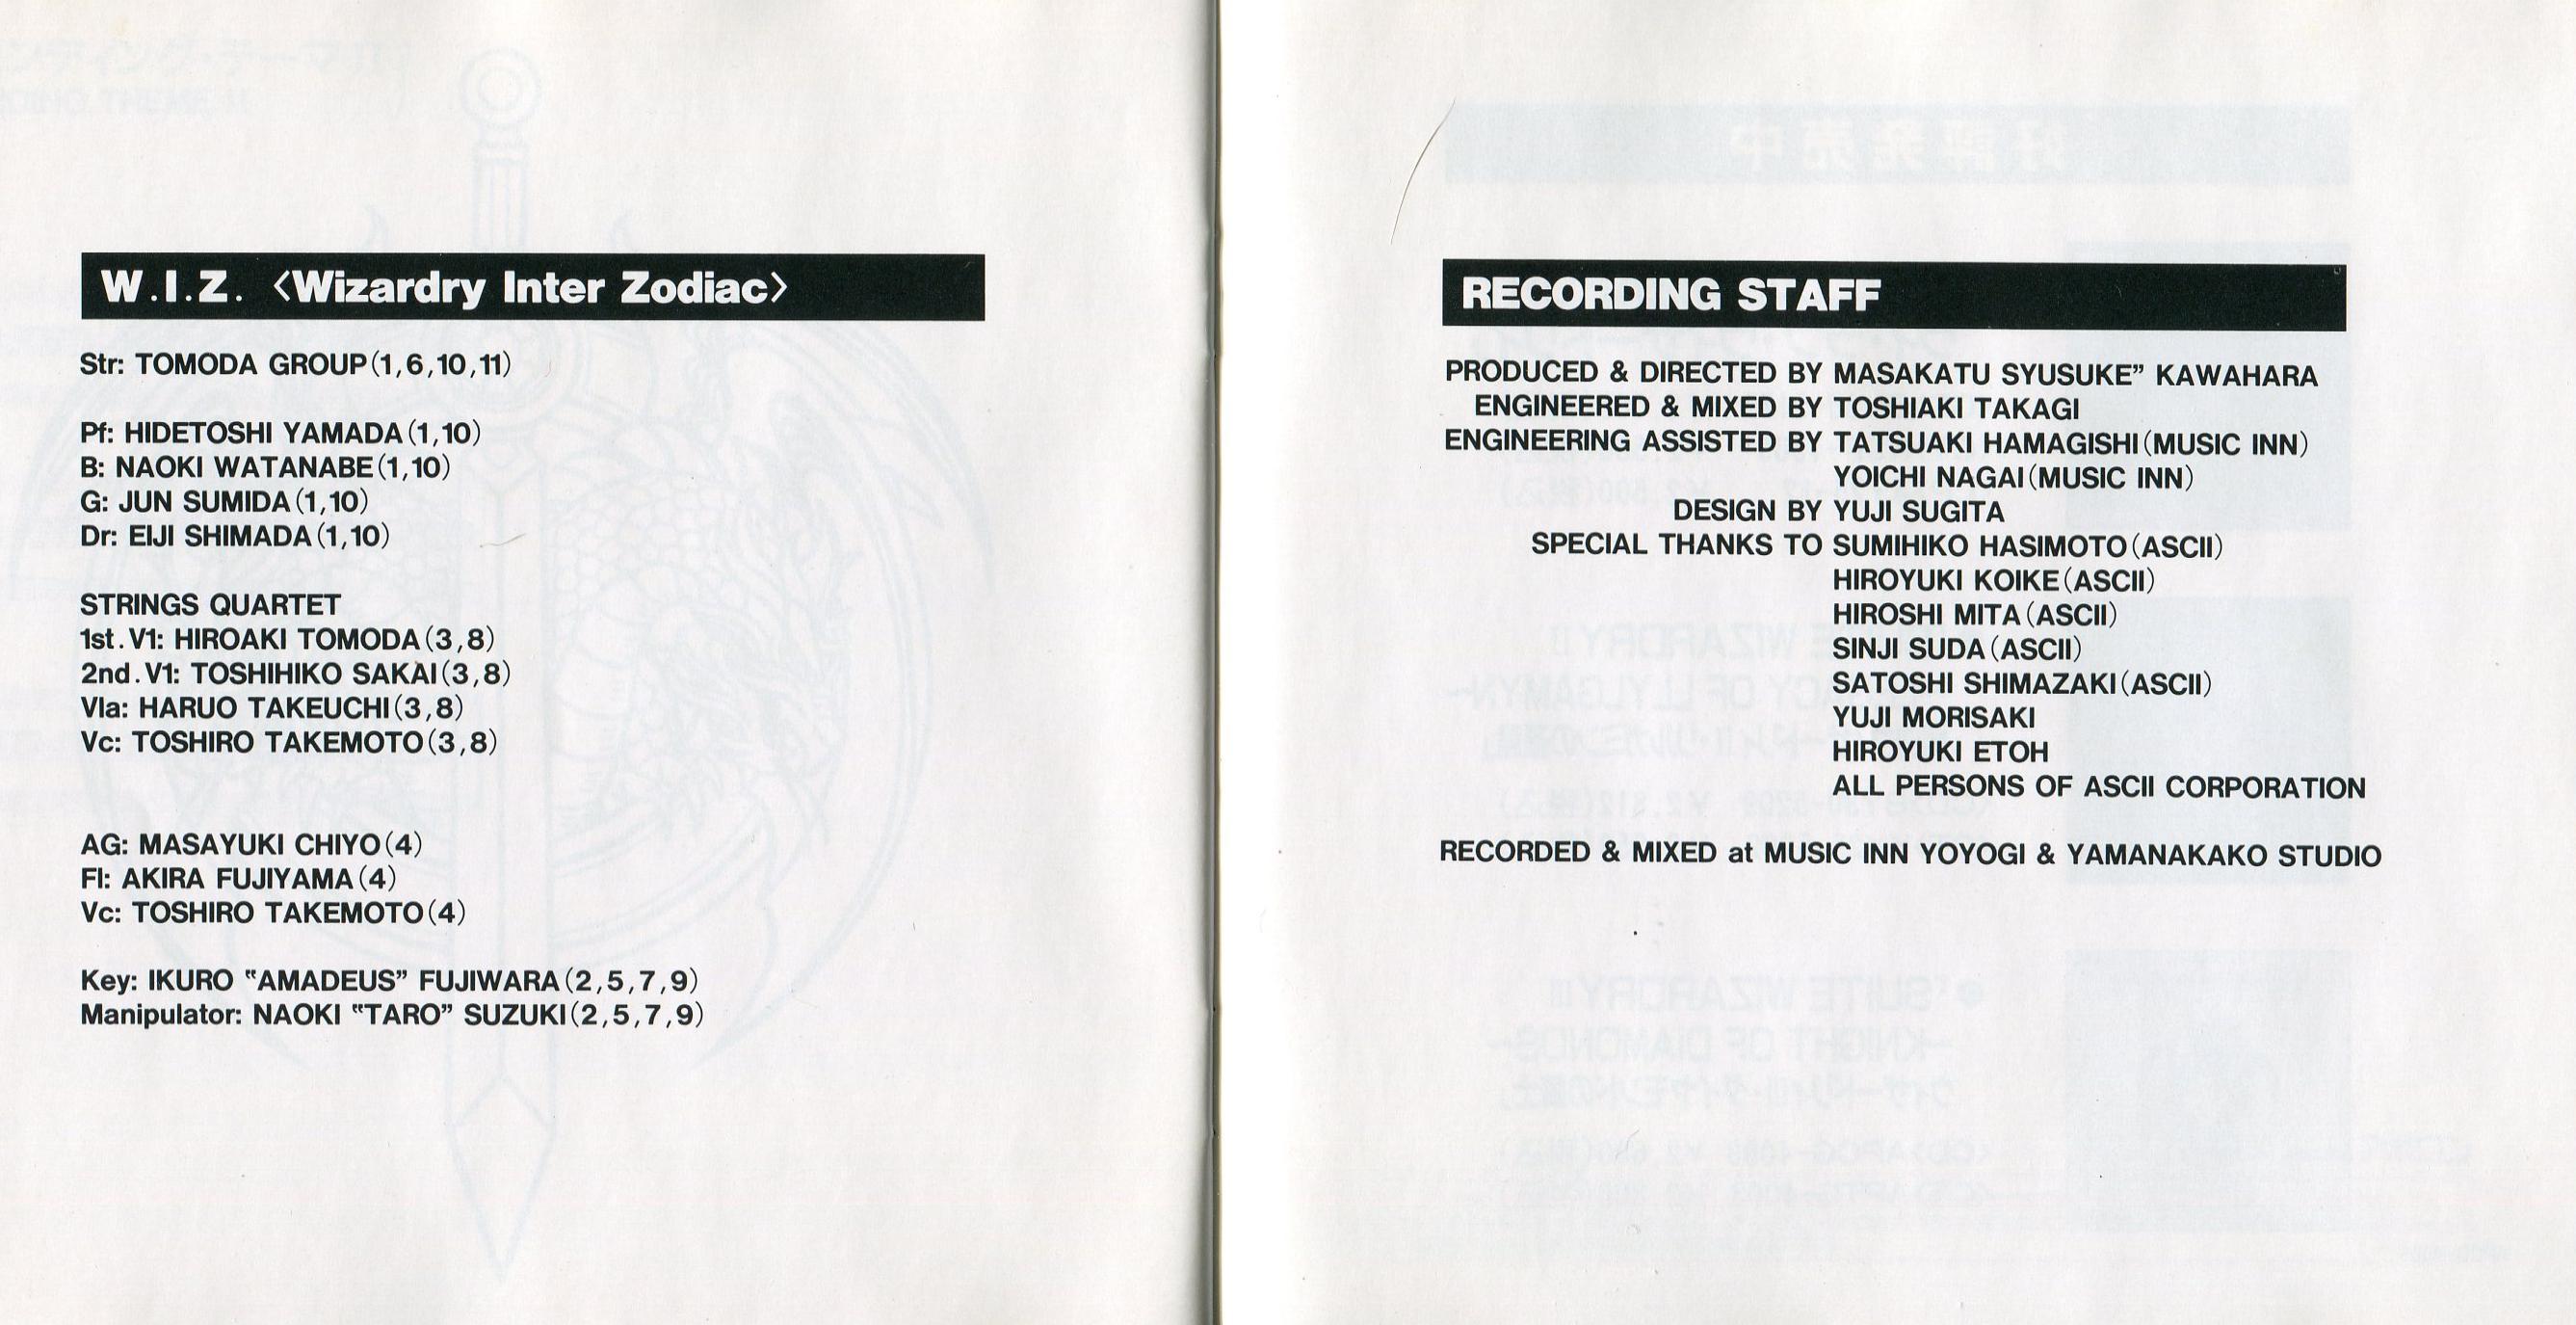 W.I.Z. 〈Wizardry Inter Zodiac〉
Str: TOMODA GROUP(1,6,10,11)
Pf: HIDETOSHI YAMADA(1,10)
B: NAOKI WATANABE(1,10)
G: JUN SUMIDA(1,10)
Dr: EIJI SHIMADA(1,10)
STRINGS QUARTET
1st.V1: HIROAKI TOMODA(3,8)
2nd.V1: TOSHIHIKO SAKAI(3,8)
Vla: HARUO TAKEUCHI(3,8)
Vc: TOSHIRO TAKEMOTO(3,8)
AG: MASAYUKI CHIYO(4)
Fl: AKIRA FUJIYAMA(4)
Vc: TOSHIRO TAKEMOTO(4)
Key: IKURO “AMADEUS” FUJIWARA(2,5,7,9)
Manipulator: NAOKI “TARO” SUZUKI(2,5,7,9)
RECORDING STAFF
PRODUCED & DIRECTED BY MASAKATU SYUSUKE” KAWAHARA
ENGINEERED & MIXED BY TOSHIAKI TAKAGI
ENGINEERING ASSISTED BY TATSUAKI HAMAGISHI(MUSIC INN)
YOICHI NAGAI(MUSIC INN)
DESIGN BY YUJI SUGITA
SPECIAL THANKS TO SUMIHIKO HASIMOTO(ASCII)
HIROYUKI KOIKE(ASCII)
HIROSHI MITA(ASCII)
SINJI SUDA(ASCII)
SATOSHI SHIMAZAKI(ASCII)
YUJI MORISAKI
HIROYUKI ETOH
ALL PERSONS OF ASCII CORPORATION
RECORDED & MIXED at MUSIC INN YOYOGI & YAMANAKAKO STUDIO